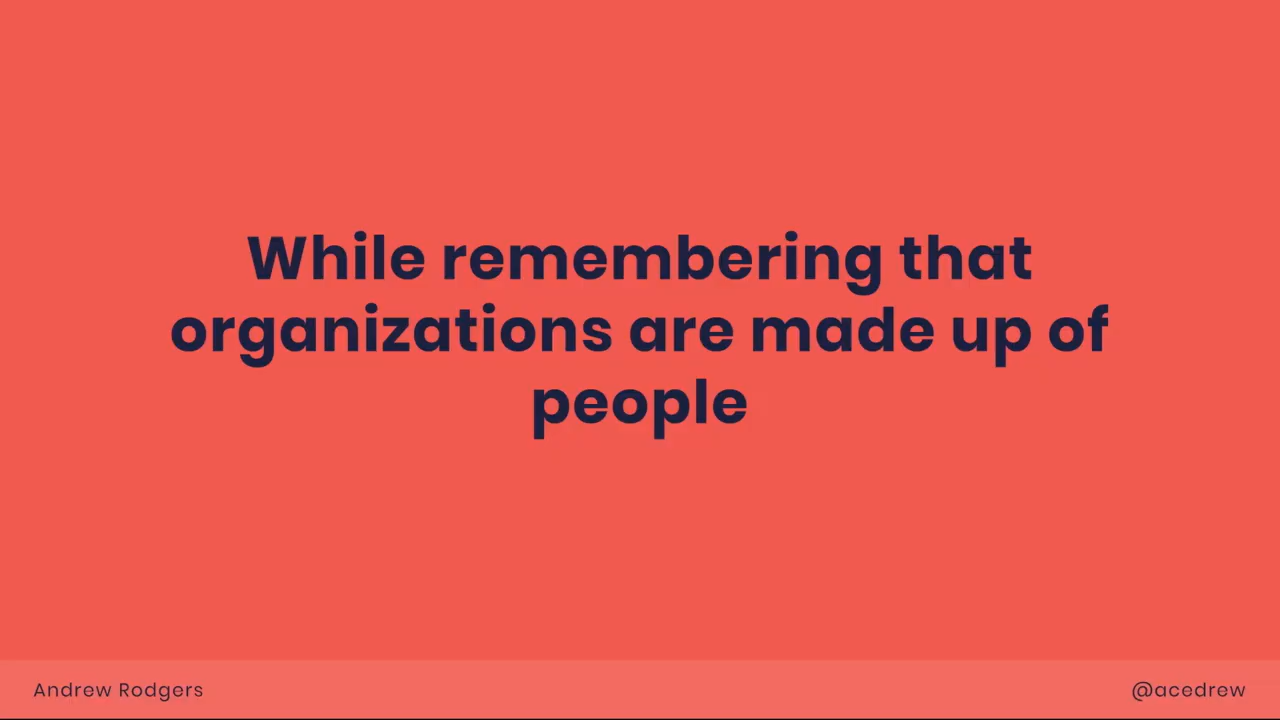 While remembering that
organizations are made up of
people
Andrew Rodgers
@acedrew